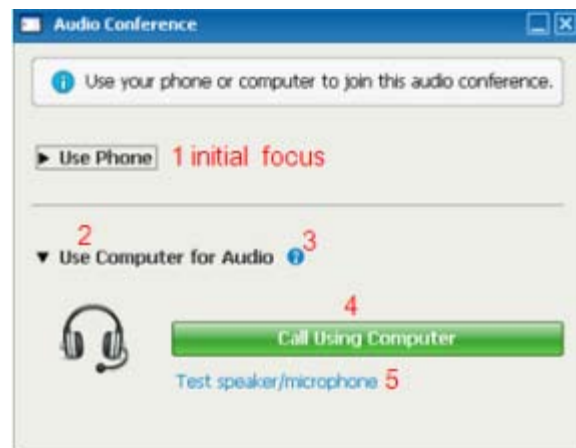 Audio Conference
Use your phone or computer to join this audio conference.
Use Phone 1 initial focus
2
Use Computer for Audio 3
4
Call Using Computer
Test speaker/microphone 5